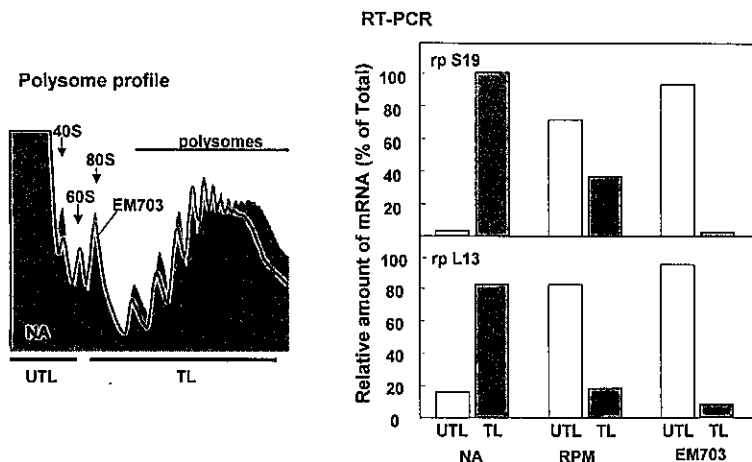 RT-PCR
Polysome profile
40S
polysomes
80S
60S
EM703
NA
UTL TL
Relative amount of mRNA (% of Total)
rp S19
100
80
60
40
20
0
rp L13
100
80
60
40
20
0
UTL TL UTL TL UTL TL
NA RPM EM703